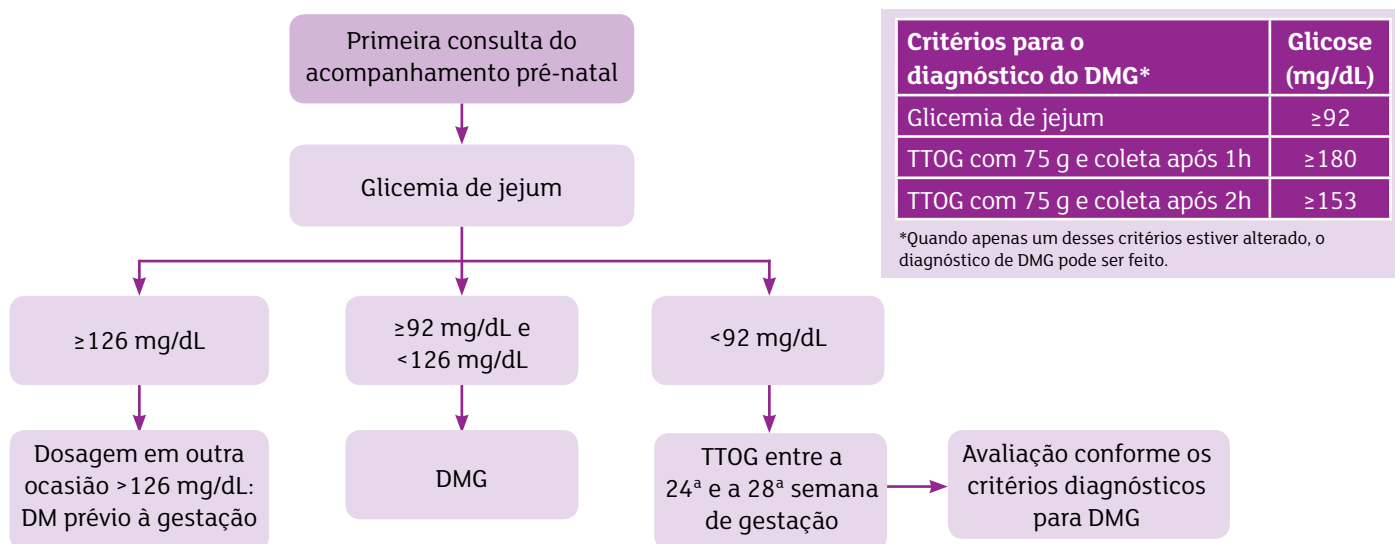 Primeira consulta do
acompanhamento pré-natal
Glicemia de jejum
≥126 mg/dL
≥92 mg/dL e
<126 mg/dL
<92 mg/dL
Dosagem em outra
ocasião >126 mg/dL:
DM prévio à gestação
DMG
TTOG entre a
24ª e a 28ª semana
de gestação
Avaliação conforme os
critérios diagnósticos
para DMG
Critérios para o
diagnóstico do DMG*
Glicose
(mg/dL)
Glicemia de jejum ≥92
TTOG com 75 g e coleta após 1h ≥180
TTOG com 75 g e coleta após 2h ≥153
*Quando apenas um desses critérios estiver alterado, o
diagnóstico de DMG pode ser feito.